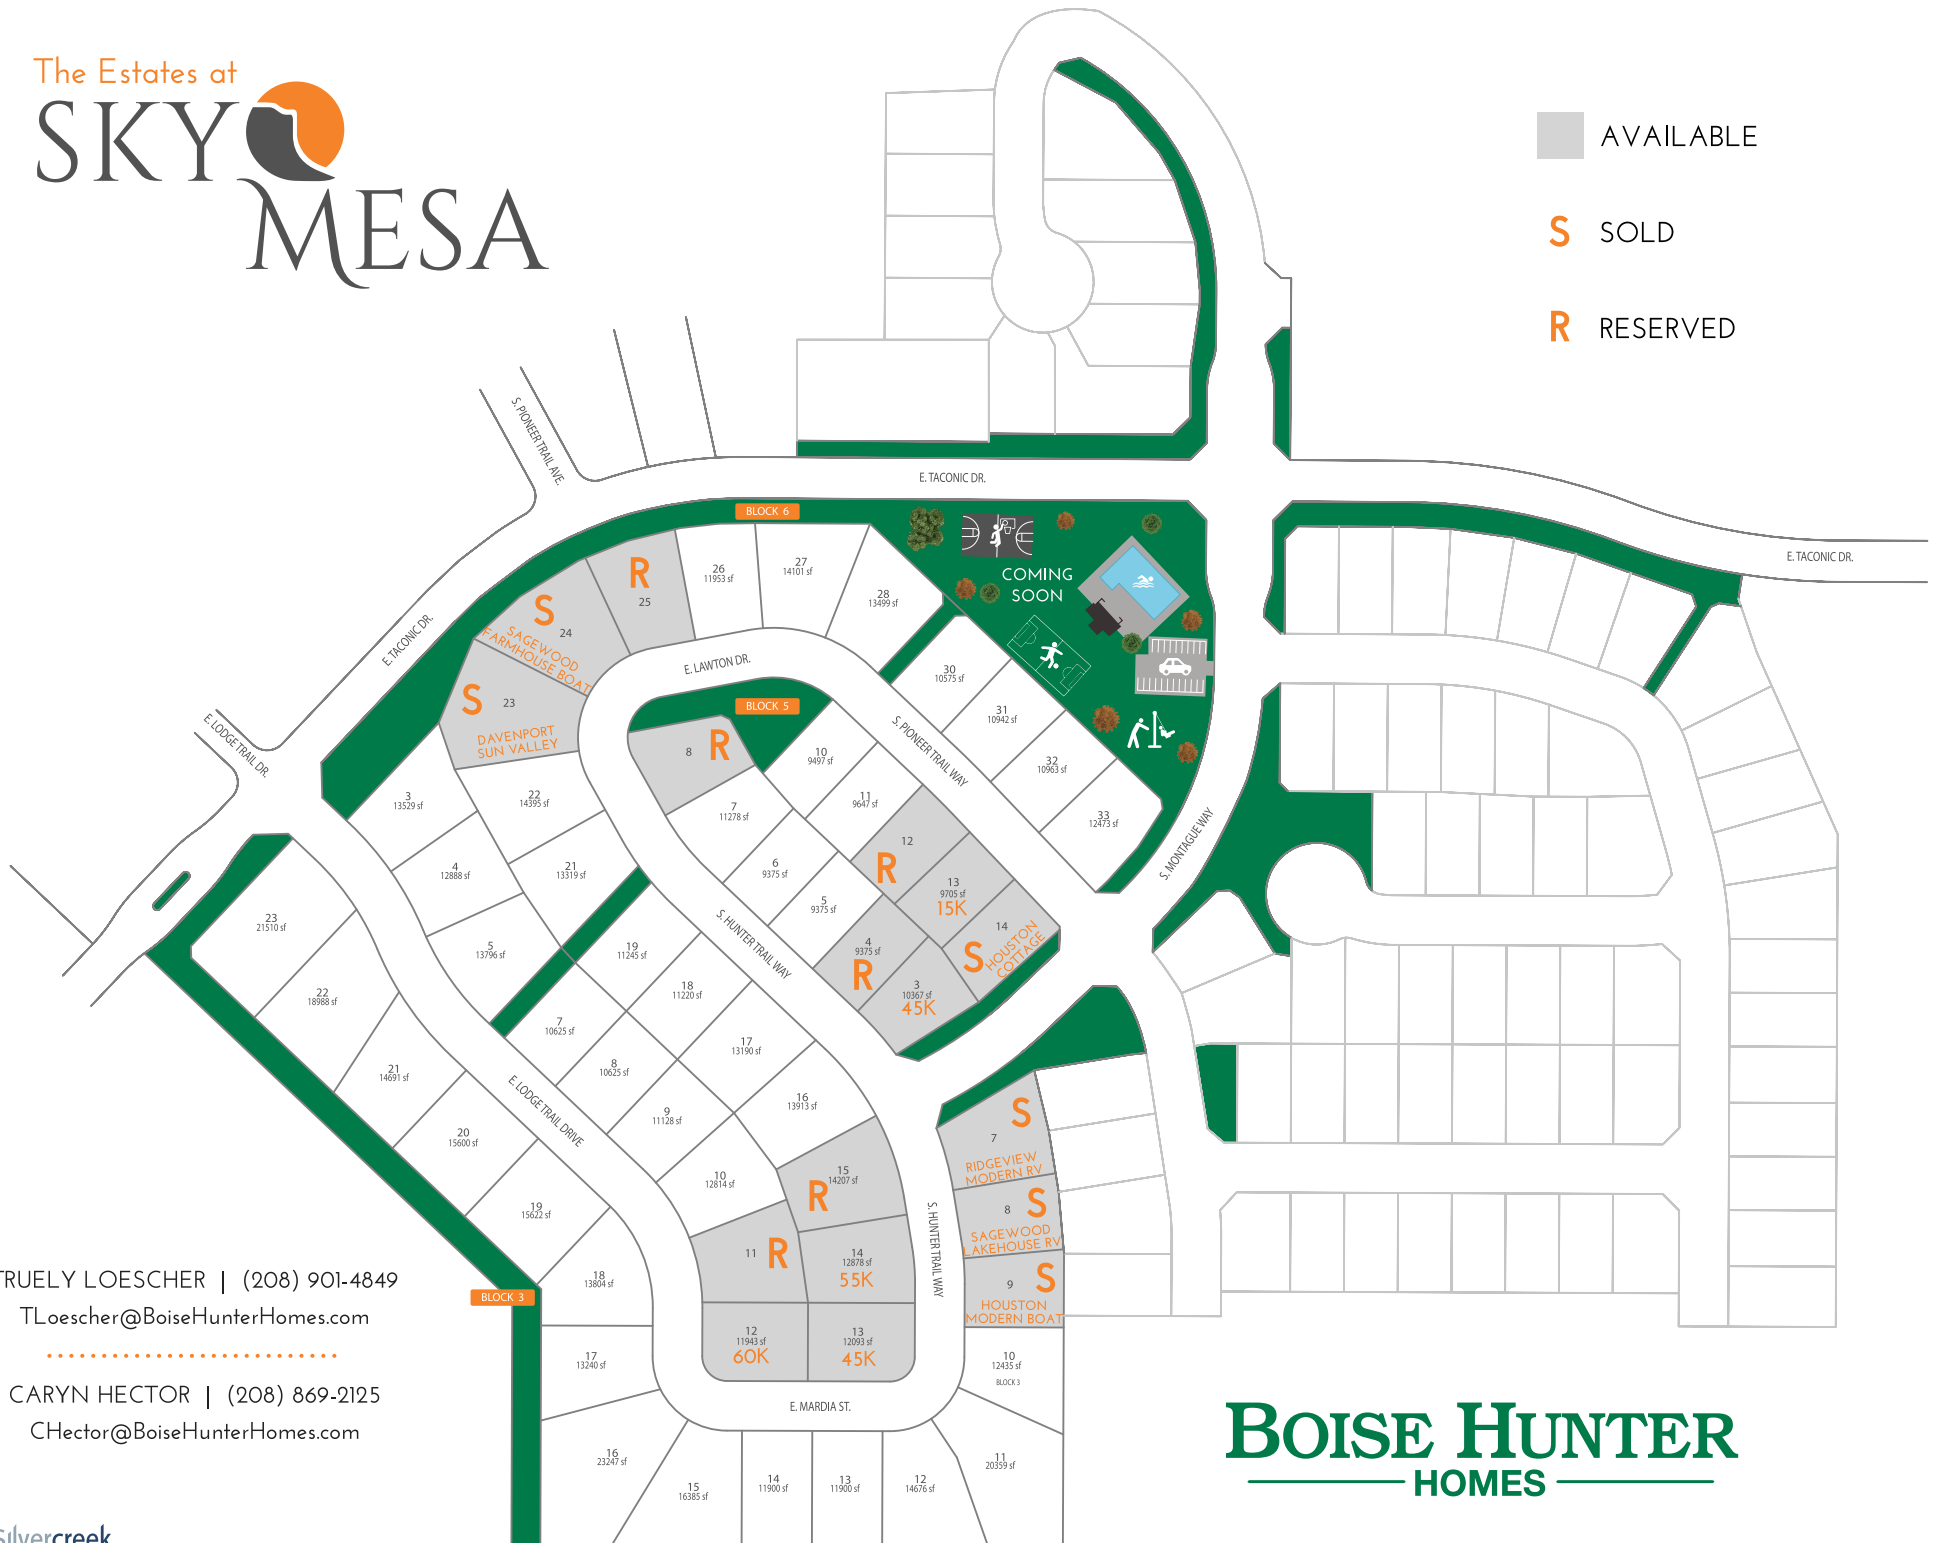 The Estates at
SKY
MESA
AVAILABLE
S SOLD
R RESERVED
S. PIONEER TRAIL AVE.
E. TACONIC DR.
BLOCK 6
E. TACONIC DR.
COMING
SOON
R
25
26
11953 sf
27
14101 sf
28
13499 sf
S
24
SAGEWOOD
FARMHOUSE BOAT
E. TACONIC DR.
S
23
DAVENPORT
SUN VALLEY
E. LAWTON DR.
BLOCK 5
30
10575 sf
31
10942 sf
32
10963 sf
33
12473 sf
S. PIONEER TRAIL WAY
S. MONTAGUE WAY
E. LODGE TRAIL DR.
8
R
10
9497 sf
11
9647 sf
12
R
13
9705 sf
15K
14
S
HOUSTON
COTTAGE
7
11278 sf
6
9375 sf
5
9375 sf
4
9375 sf
R
3
10367 sf
45K
S. HUNTER TRAIL WAY
3
13529 sf
22
14395 sf
4
12888 sf
21
13319 sf
5
13796 sf
19
11245 sf
18
11220 sf
17
13190 sf
16
13913 sf
7
10625 sf
8
10625 sf
9
11128 sf
10
12814 sf
15
14207 sf
R
11
R
14
12878 sf
55K
12
11943 sf
60K
13
12093 sf
45K
23
21510 sf
22
18988 sf
21
14691 sf
20
15600 sf
19
15622 sf
18
13804 sf
17
13240 sf
16
23247 sf
15
16385 sf
14
11900 sf
13
11900 sf
12
14676 sf
11
20359 sf
10
12435 sf
BLOCK 3
E. LODGE TRAIL DRIVE
S. HUNTER TRAIL WAY
E. MARDIA ST.
S
7
RIDGEVIEW
MODERN RV
8
S
SAGEWOOD
LAKEHOUSE RV
9
S
HOUSTON
MODERN BOAT
BLOCK 3
TRUELY LOESCHER | (208) 901-4849
TLoescher@BoiseHunterHomes.com
CARYN HECTOR | (208) 869-2125
CHector@BoiseHunterHomes.com
BOISE HUNTER
HOMES
silvercreek